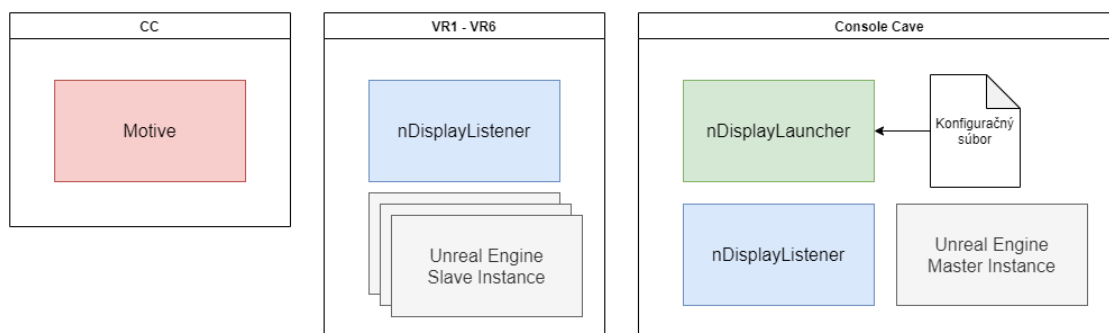 CC
Motive
VR1 - VR6
nDisplayListener
Unreal Engine
Slave Instance
Console Cave
nDisplayLauncher
Konfiguračný
súbor
nDisplayListener
Unreal Engine
Master Instance